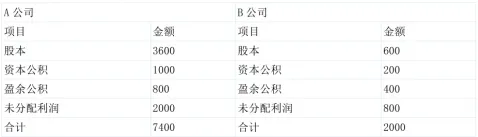 A 公司 B 公司
项目 金额 项目 金额
股本 3600 股本 600
资本公积 1000 资本公积 200
盈余公积 800 盈余公积 400
未分配利润 2000 未分配利润 800
合计 7400 合计 2000